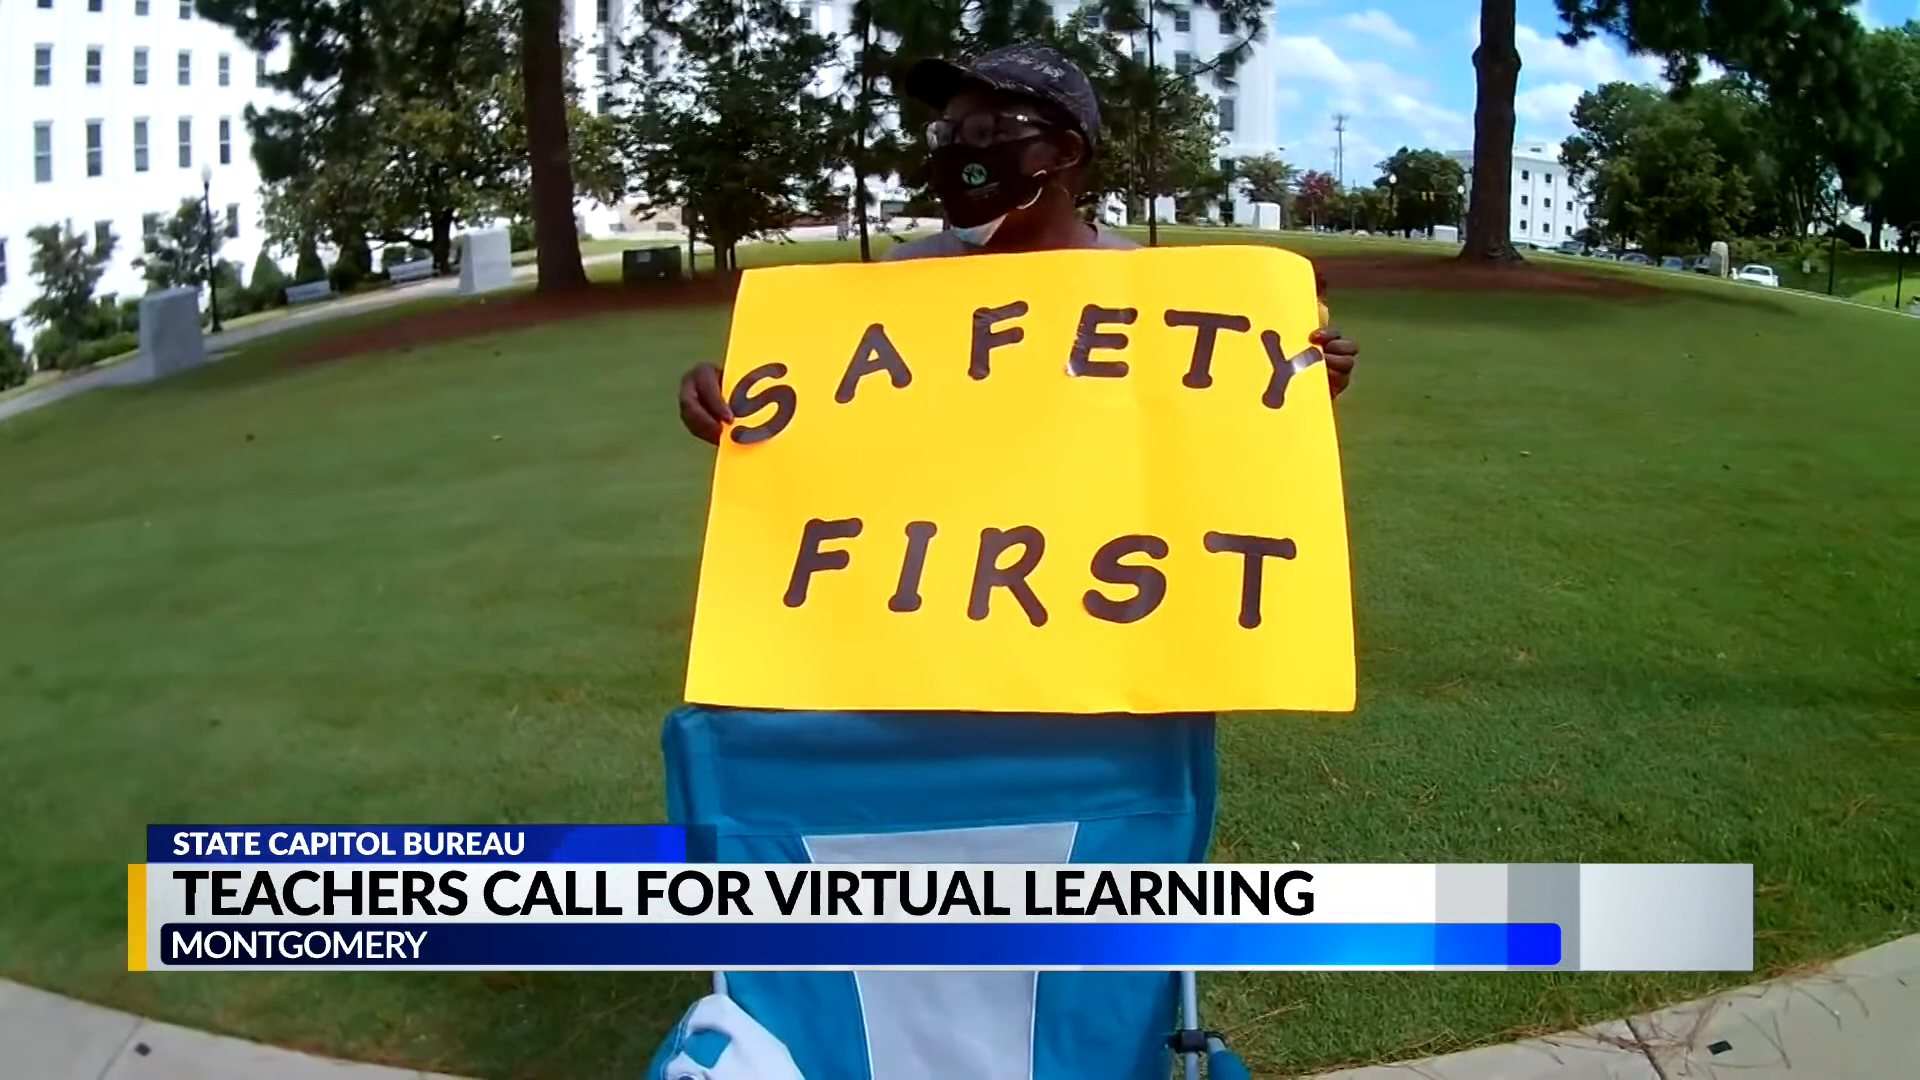 SAFETY
FIRST
STATE CAPITOL BUREAU
TEACHERS CALL FOR VIRTUAL LEARNING
MONTGOMERY